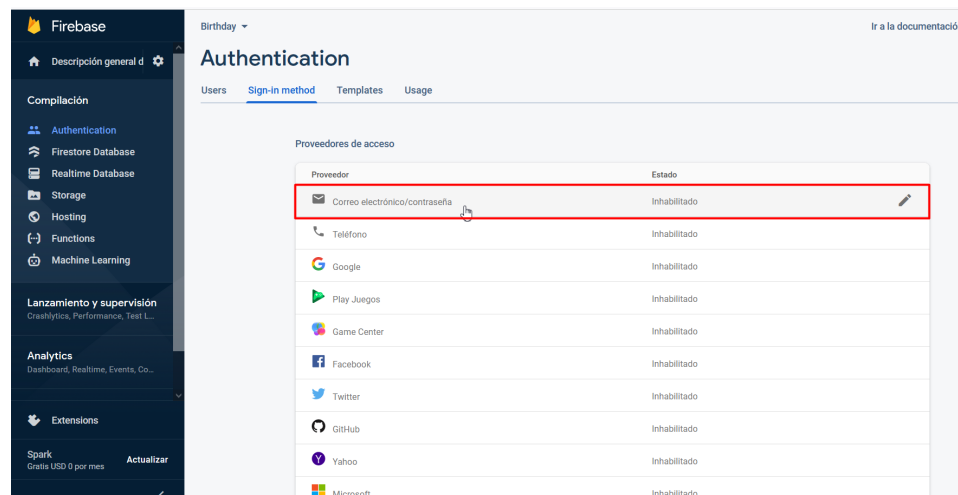 Firebase
Descripción general d
Compilación
Authentication
Firestore Database
Realtime Database
Storage
Hosting
Functions
Machine Learning
Lanzamiento y supervisión
Crashlytics, Performance, Test L...
Analytics
Dashboard, Realtime, Events, Co...
Extensions
Spark
Gratis USD 0 por mes
Actualizar
Birthday
Ir a la documentació
Authentication
Users Sign-in method Templates Usage
Proveedores de acceso
Proveedor Estado
Correo electrónico/contraseña Inhabilitado
Teléfono Inhabilitado
Google Inhabilitado
Play Juegos Inhabilitado
Game Center Inhabilitado
Facebook Inhabilitado
Twitter Inhabilitado
GitHub Inhabilitado
Yahoo Inhabilitado
Microsoft Inhabilitado